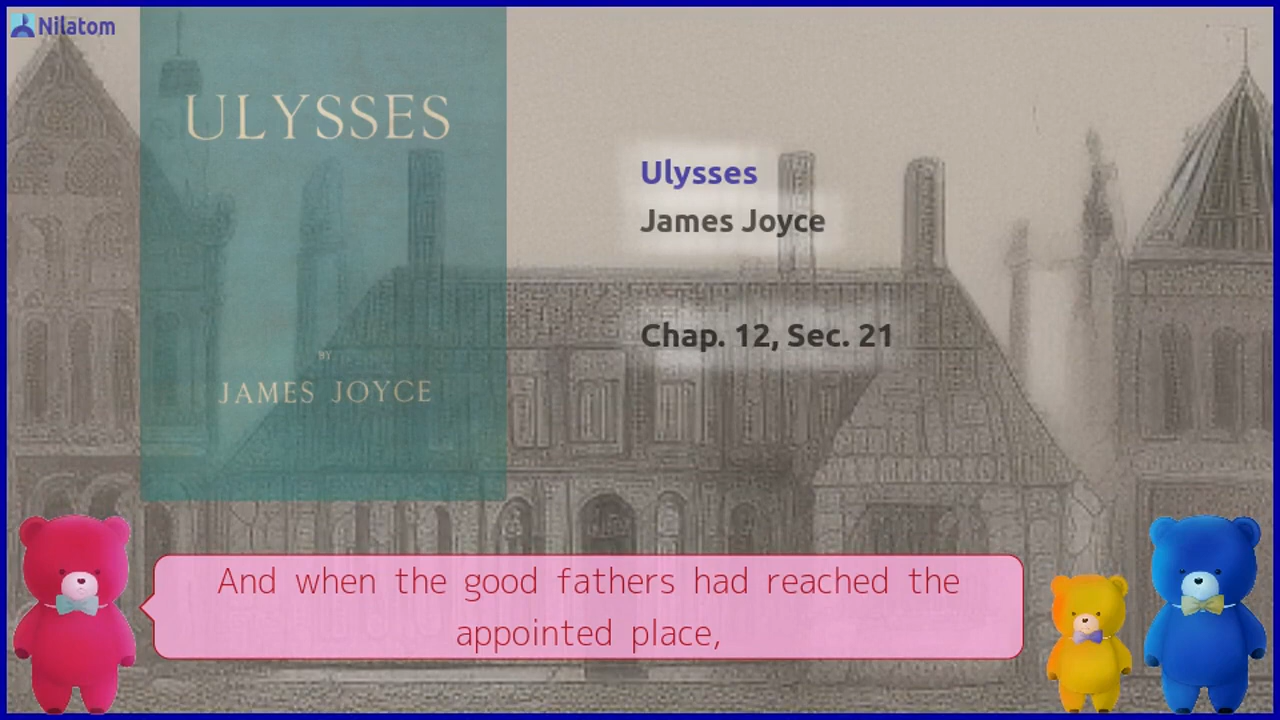 Nilatom
ULYSSES
BY
JAMES JOYCE
Ulysses
James Joyce
Chap. 12, Sec. 21
And when the good fathers had reached the
appointed place,